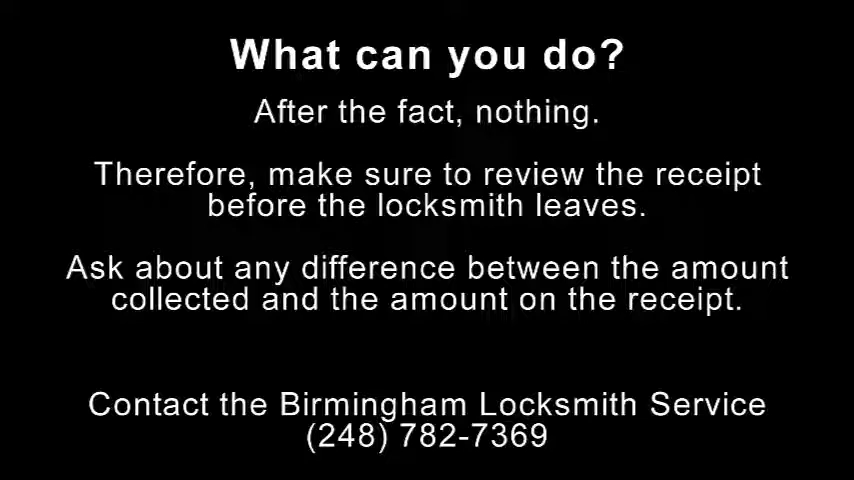 What can you do?
After the fact, nothing.
Therefore, make sure to review the receipt
before the locksmith leaves.
Ask about any difference between the amount
collected and the amount on the receipt.
Contact the Birmingham Locksmith Service
(248) 782-7369